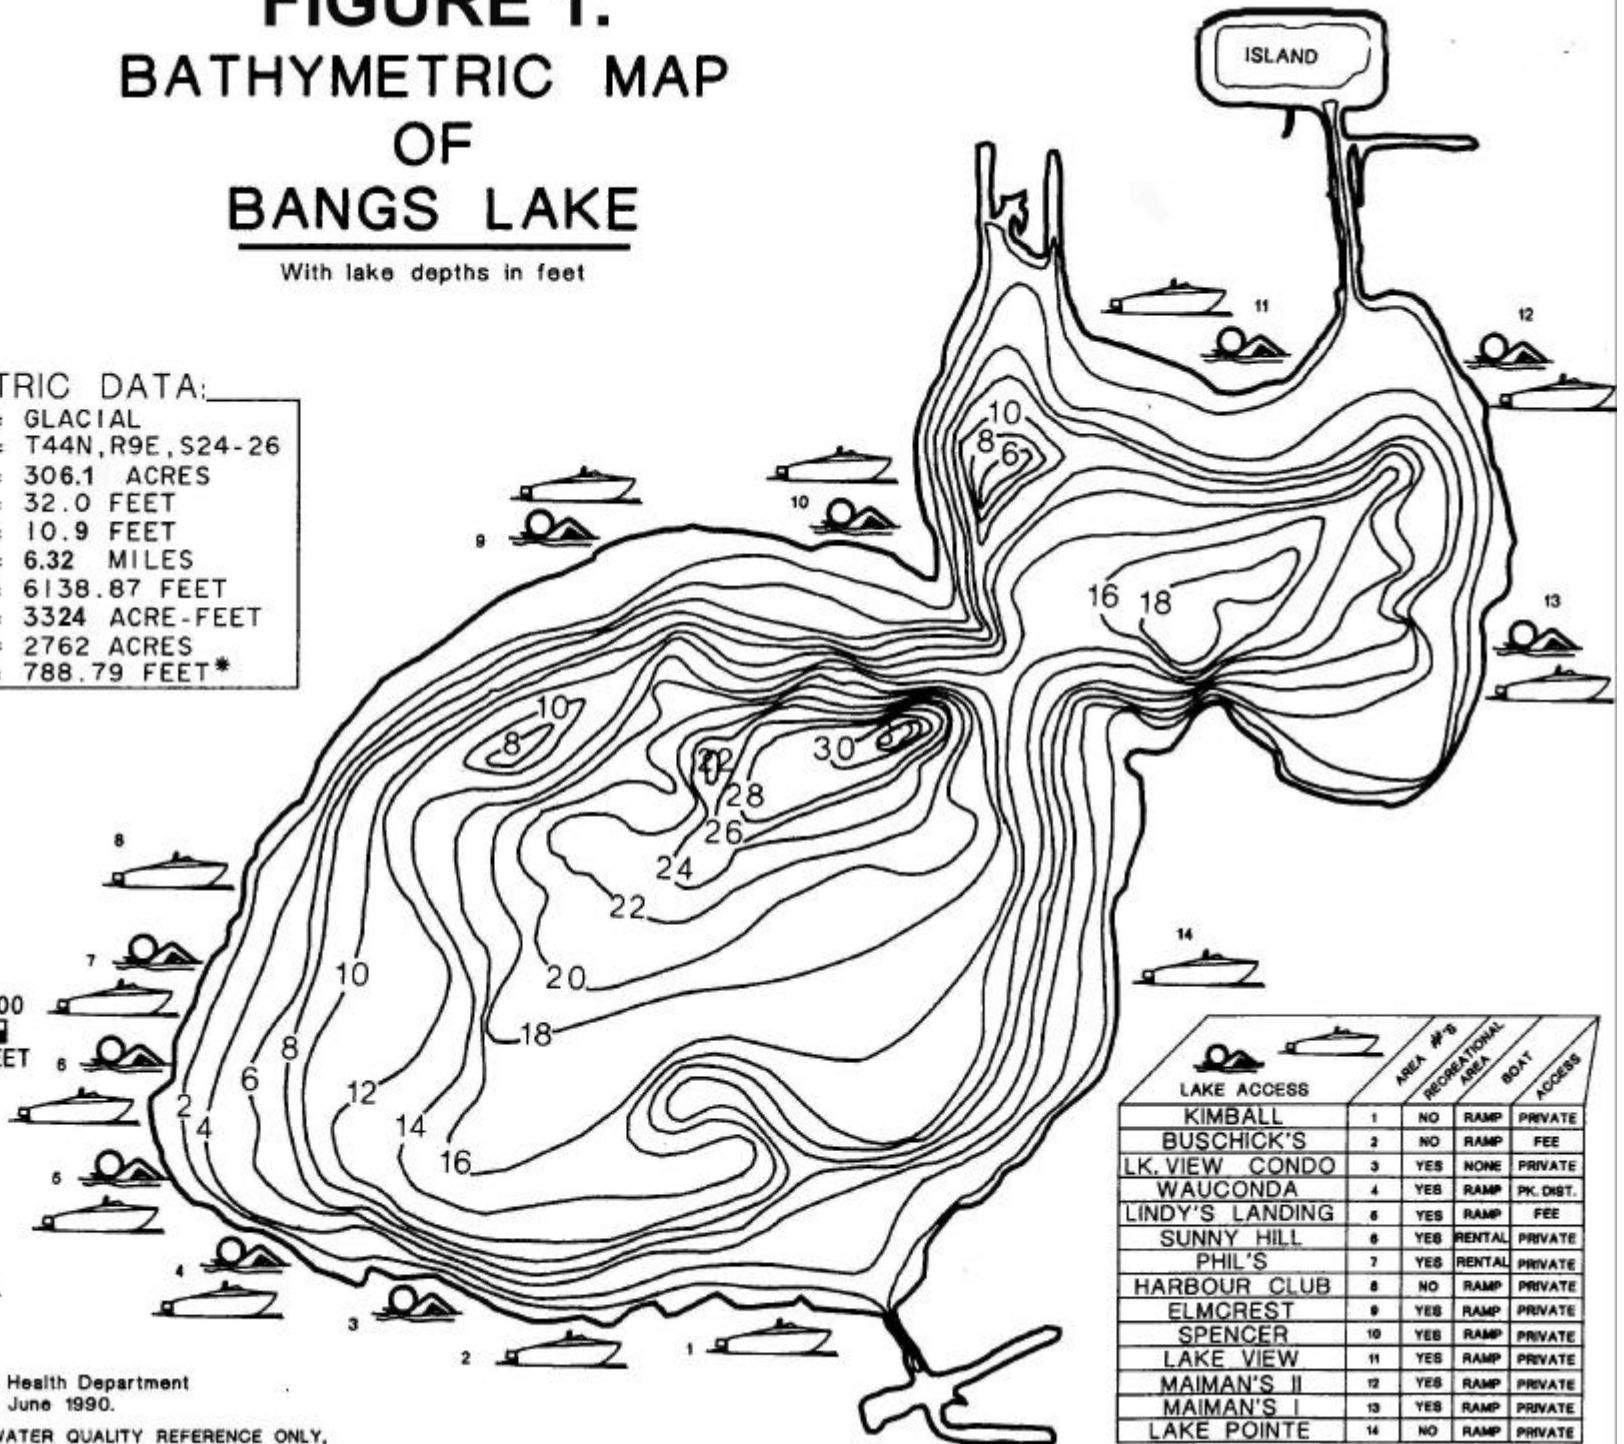 FIGURE 1.
BATHYMETRIC MAP
OF
BANGS LAKE
With lake depths in feet
TRIC DATA:
= GLACIAL
= T44N,R9E,S24-26
= 306.1 ACRES
= 32.0 FEET
= 10.9 FEET
= 6.32 MILES
= 6138.87 FEET
= 3324 ACRE-FEET
= 2762 ACRES
= 788.79 FEET*
ISLAND
11
12
10
8
6
10
9
16 18
13
10
8
22
30
28
26
24
22
8
14
7
10
20
00
EET
18
6
8
6
12
2
4
14
16
5
4
3
2
1
LAKE ACCESS AREA #'S RECREATIONAL AREA BOAT ACCESS
KIMBALL 1 NO RAMP PRIVATE
BUSCHICK'S 2 NO RAMP FEE
LK. VIEW CONDO 3 YES NONE PRIVATE
WAUCONDA 4 YES RAMP PK. DIST.
LINDY'S LANDING 5 YES RAMP FEE
SUNNY HILL 6 YES RENTAL PRIVATE
PHIL'S 7 YES RENTAL PRIVATE
HARBOUR CLUB 8 NO RAMP PRIVATE
ELMCREST 9 YES RAMP PRIVATE
SPENCER 10 YES RAMP PRIVATE
LAKE VIEW 11 YES RAMP PRIVATE
MAIMAN'S II 12 YES RAMP PRIVATE
MAIMAN'S I 13 YES RAMP PRIVATE
LAKE POINTE 14 NO RAMP PRIVATE
Health Department
June 1990.
WATER QUALITY REFERENCE ONLY,